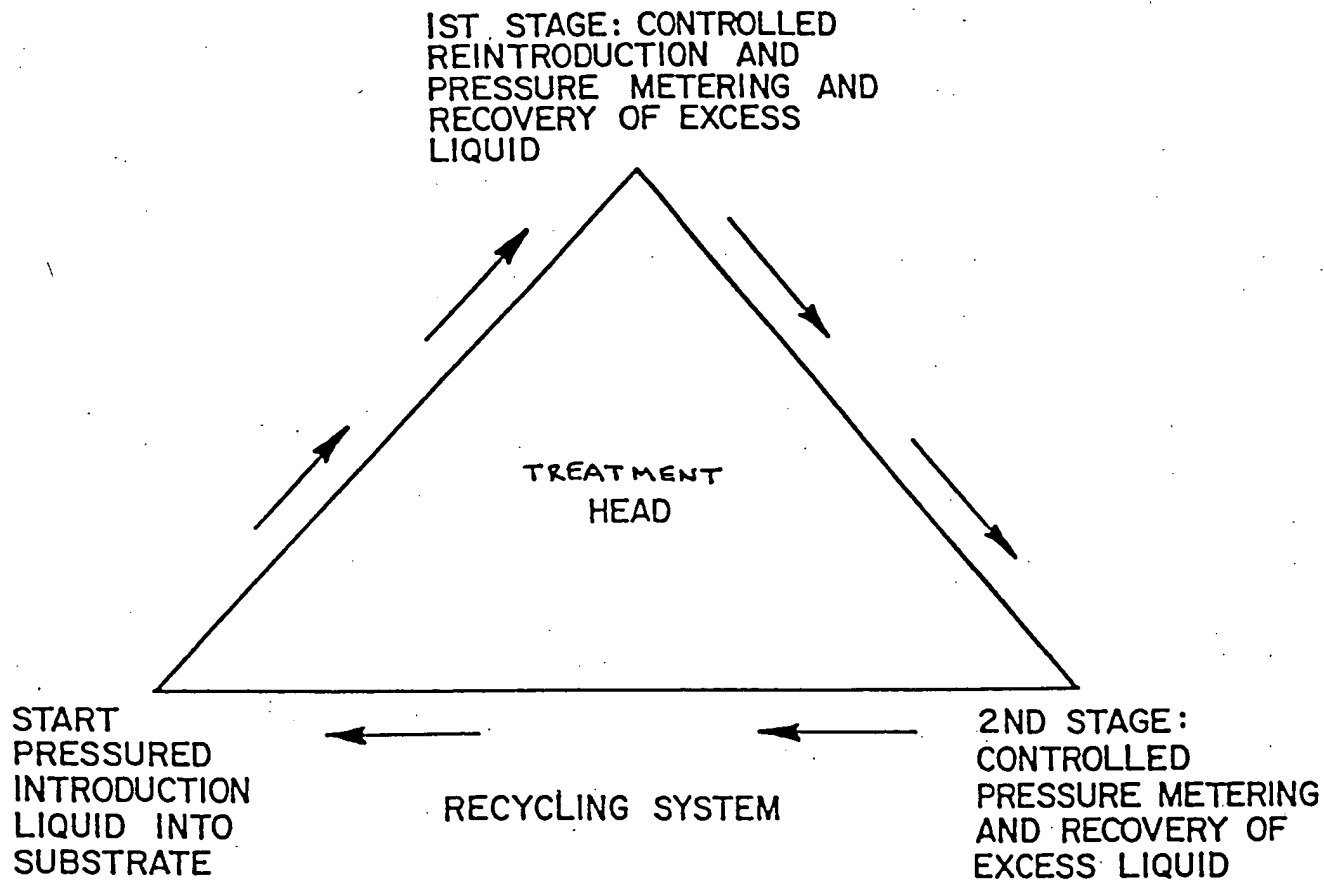 1ST STAGE: CONTROLLED
REINTRODUCTION AND
PRESSURE METERING AND
RECOVERY OF EXCESS
LIQUID
TREATMENT
HEAD
START
PRESSURED
INTRODUCTION
LIQUID INTO
SUBSTRATE
RECYCLING SYSTEM
2ND STAGE:
CONTROLLED
PRESSURE METERING
AND RECOVERY OF
EXCESS LIQUID